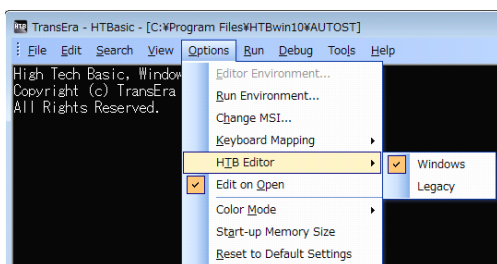 TransEra - HTBasic - [C:¥Program Files¥HTBwin10¥AUTOST]
File Edit Search View Options Run Debug Tools Help
High Tech Basic, Window
Copyright (c) TransEra
All Rights Reserved.
Editor Environment...
Run Environment...
Change MSI...
Keyboard Mapping
HTB Editor
Windows
Edit on Open
Legacy
Color Mode
Start-up Memory Size
Reset to Default Settings